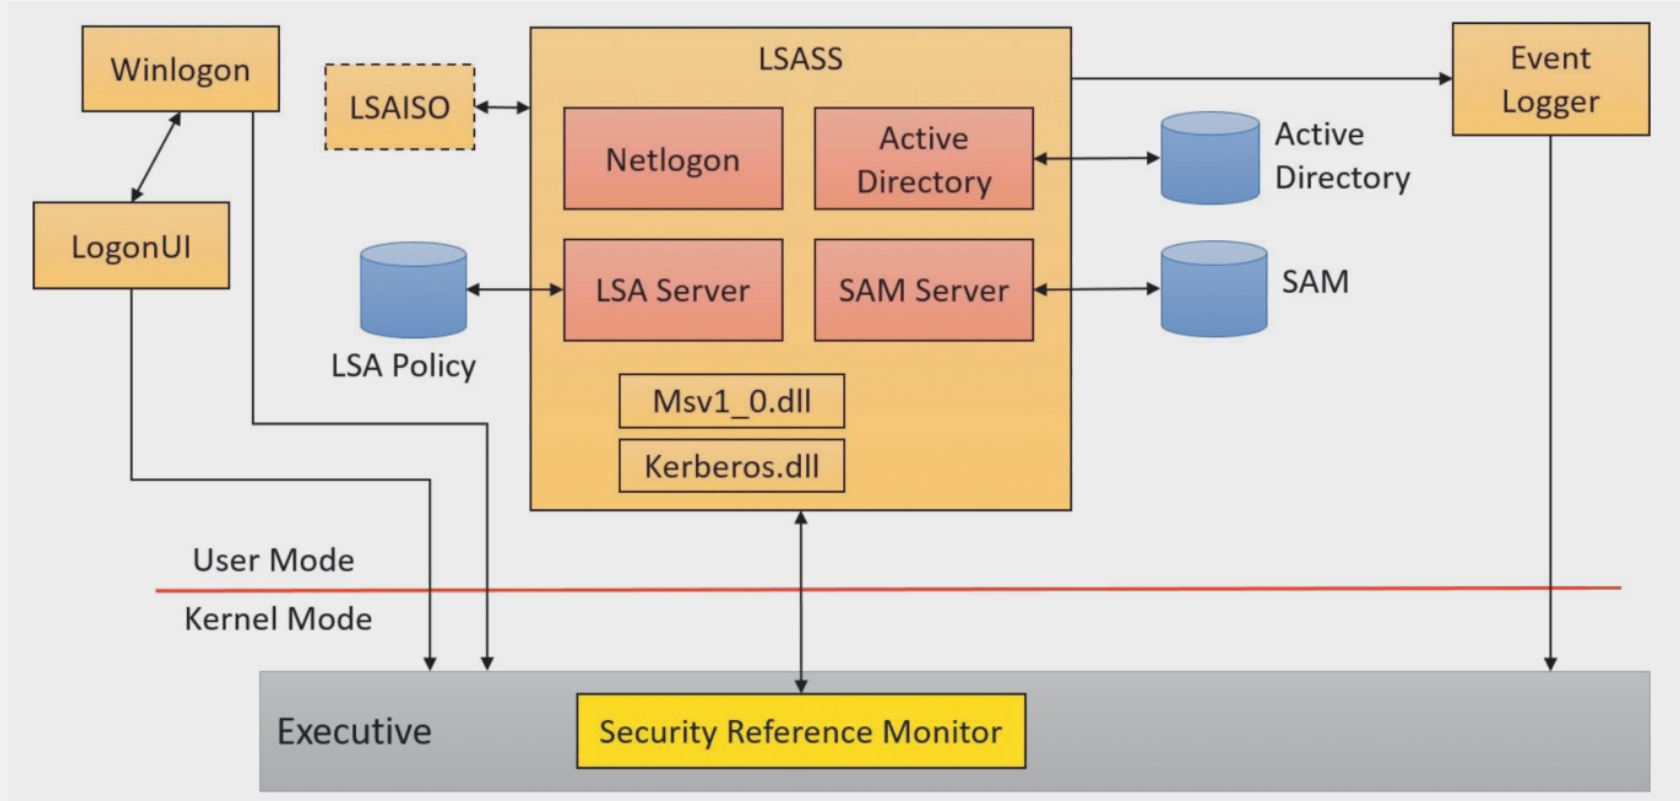 Winlogon
LSAISO
LSASS
Event
Logger
Netlogon
Active
Directory
Active
Directory
LogonUI
LSA Server
SAM Server
SAM
LSA Policy
Msv1_0.dll
Kerberos.dll
User Mode
Kernel Mode
Executive
Security Reference Monitor